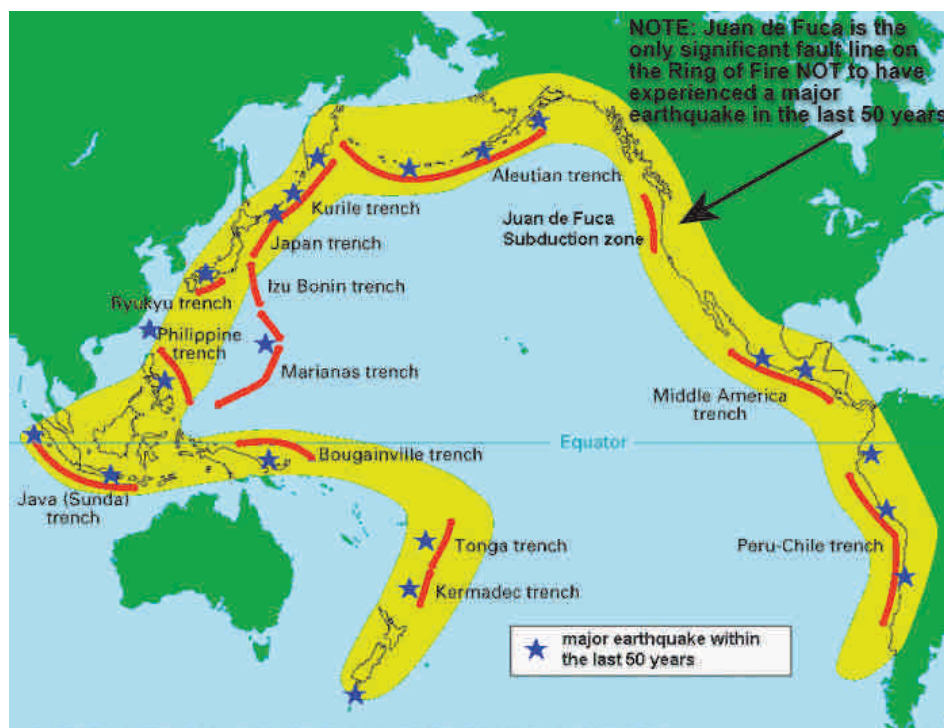 NOTE: Juan de Fuca is the
only significant fault line on
the Ring of Fire NOT to have
experienced a major
earthquake in the last 50 years
Aleutian trench
Kurile trench
Juan de Fuca
Subduction zone
Japan trench
Izu Bonin trench
Ryukyu trench
Philippine
trench
Marianas trench
Middle America
trench
Equator
Bougainville trench
Java (Sunda)
trench
Tonga trench
Peru-Chile trench
Kermadec trench
major earthquake within
the last 50 years